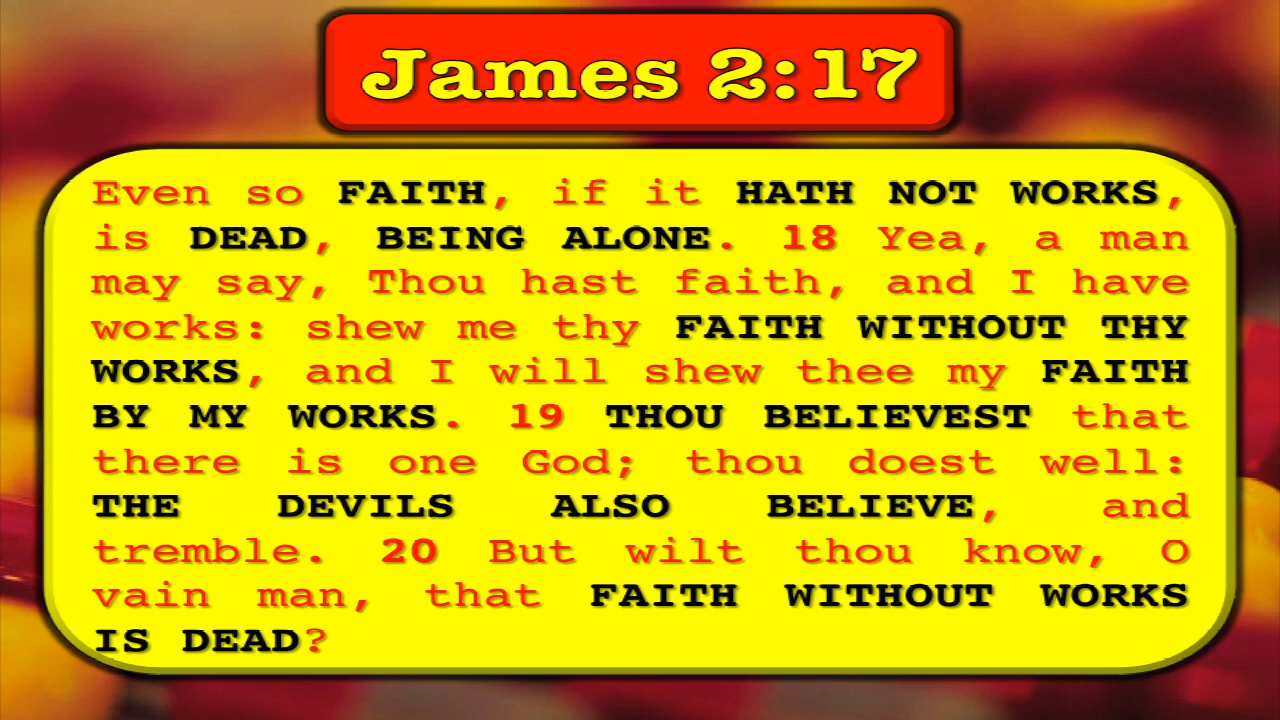 James 2:17
Even so FAITH, if it HATH NOT WORKS,
is DEAD, BEING ALONE. 18 Yea, a man
may say, Thou hast faith, and I have
works: shew me thy FAITH WITHOUT THY
WORKS, and I will shew thee my FAITH
BY MY WORKS. 19 THOU BELIEVEST that
there is one God; thou doest well:
THE DEVILS ALSO BELIEVE, and
tremble. 20 But wilt thou know, O
vain man, that FAITH WITHOUT WORKS
IS DEAD?